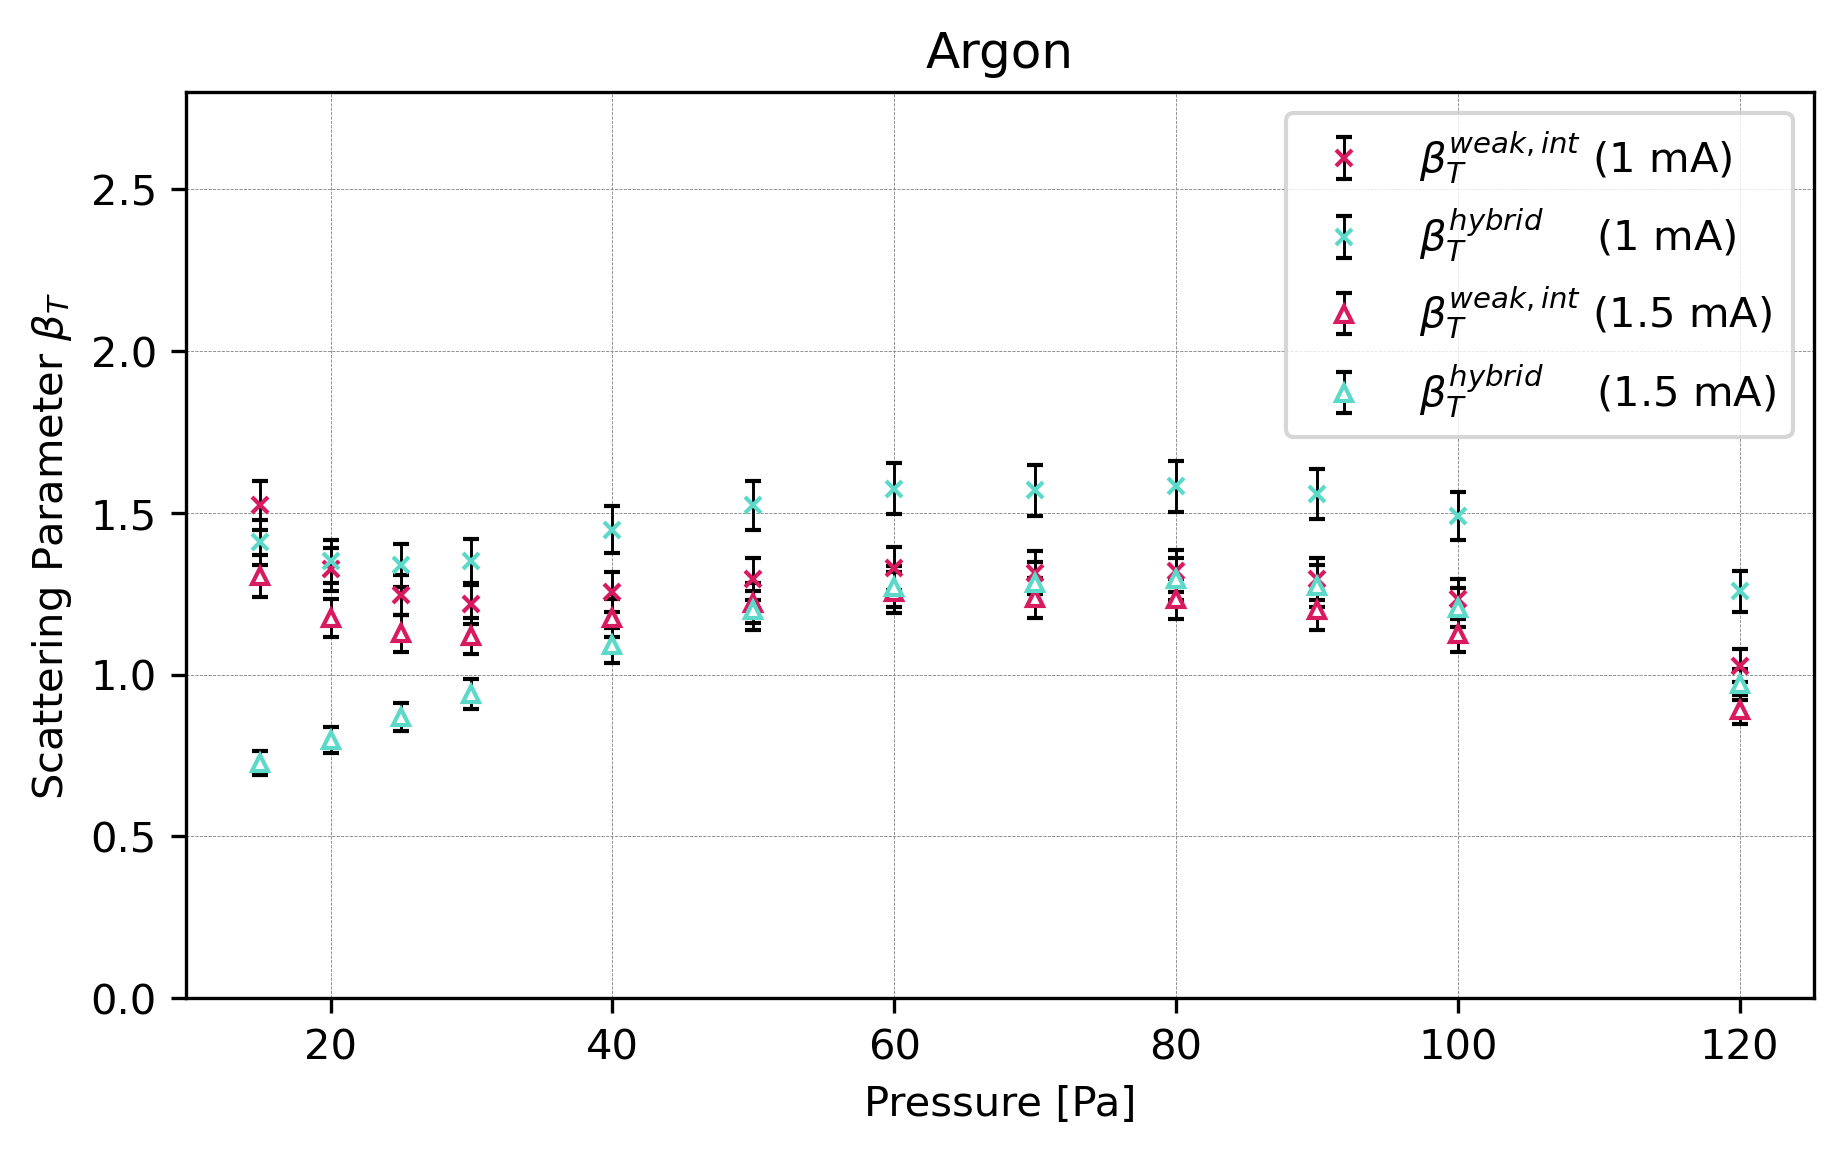 Argon
β_T^{weak, int} (1 mA)
β_T^{hybrid} (1 mA)
β_T^{weak, int} (1.5 mA)
β_T^{hybrid} (1.5 mA)
Scattering Parameter β_T
2.5
2.0
1.5
1.0
0.5
0.0
20 40 60 80 100 120
Pressure [Pa]